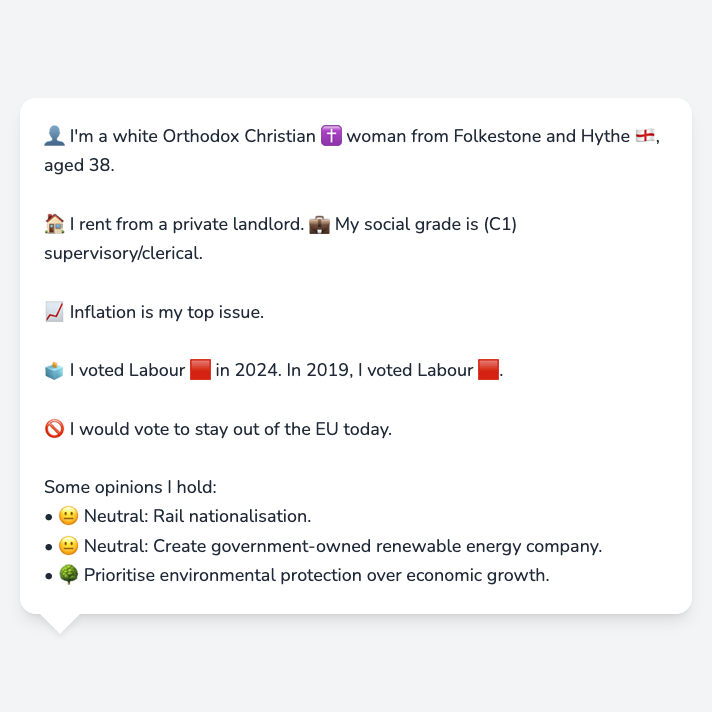 👤 I'm a white Orthodox Christian ✝️ woman from Folkestone and Hythe 🏴󠁧󠁢󠁥󠁮󠁧󠁿,
aged 38.
🏠 I rent from a private landlord. 💼 My social grade is (C1)
supervisory/clerical.
📈 Inflation is my top issue.
🗳️ I voted Labour 🟥 in 2024. In 2019, I voted Labour 🟥.
🚫 I would vote to stay out of the EU today.
Some opinions I hold:
• 😐 Neutral: Rail nationalisation.
• 😐 Neutral: Create government-owned renewable energy company.
• 🌳 Prioritise environmental protection over economic growth.